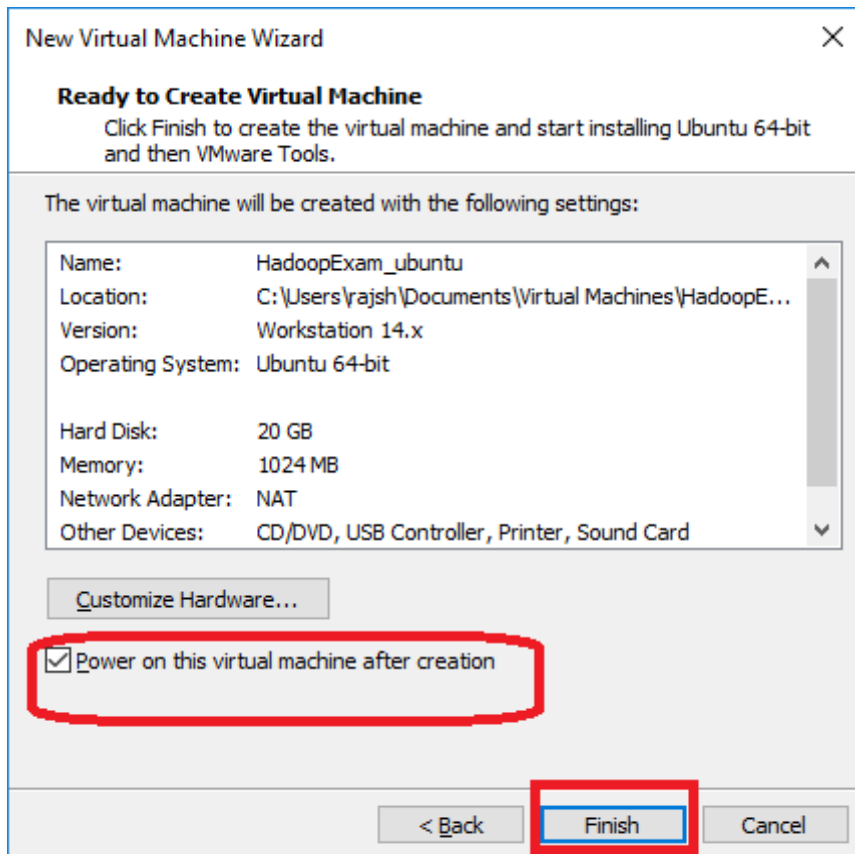 New Virtual Machine Wizard
Ready to Create Virtual Machine
Click Finish to create the virtual machine and start installing Ubuntu 64-bit
and then VMware Tools.
The virtual machine will be created with the following settings:
Name: HadoopExam_ubuntu
Location: C:\Users\rajsh\Documents\Virtual Machines\HadoopE...
Version: Workstation 14.x
Operating System: Ubuntu 64-bit
Hard Disk: 20 GB
Memory: 1024 MB
Network Adapter: NAT
Other Devices: CD/DVD, USB Controller, Printer, Sound Card
Customize Hardware...
Power on this virtual machine after creation
< Back Finish Cancel